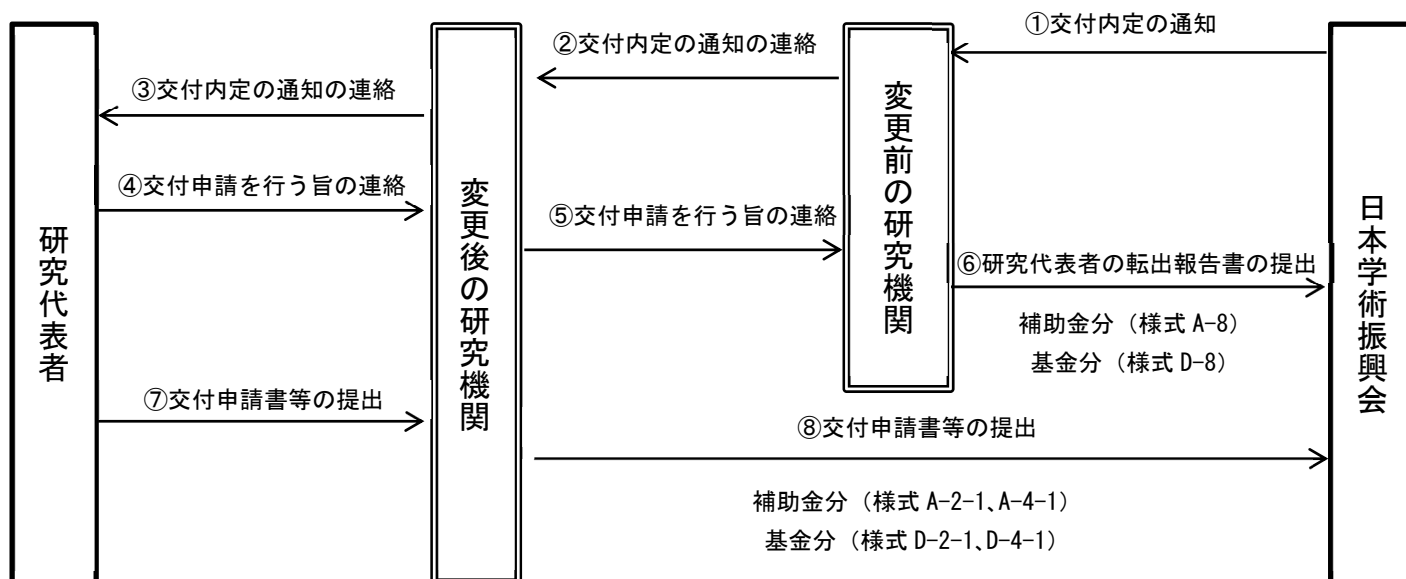 ①交付内定の通知
②交付内定の通知の連絡
③交付内定の通知の連絡
④交付申請を行う旨の連絡
⑤交付申請を行う旨の連絡
⑥研究代表者の転出報告書の提出
補助金分（様式 A-8）
基金分（様式 D-8）
⑦交付申請書等の提出
⑧交付申請書等の提出
補助金分（様式 A-2-1、A-4-1）
基金分（様式 D-2-1、D-4-1）
研究代表者
変更後の研究機関
変更前の研究機関
日本学術振興会